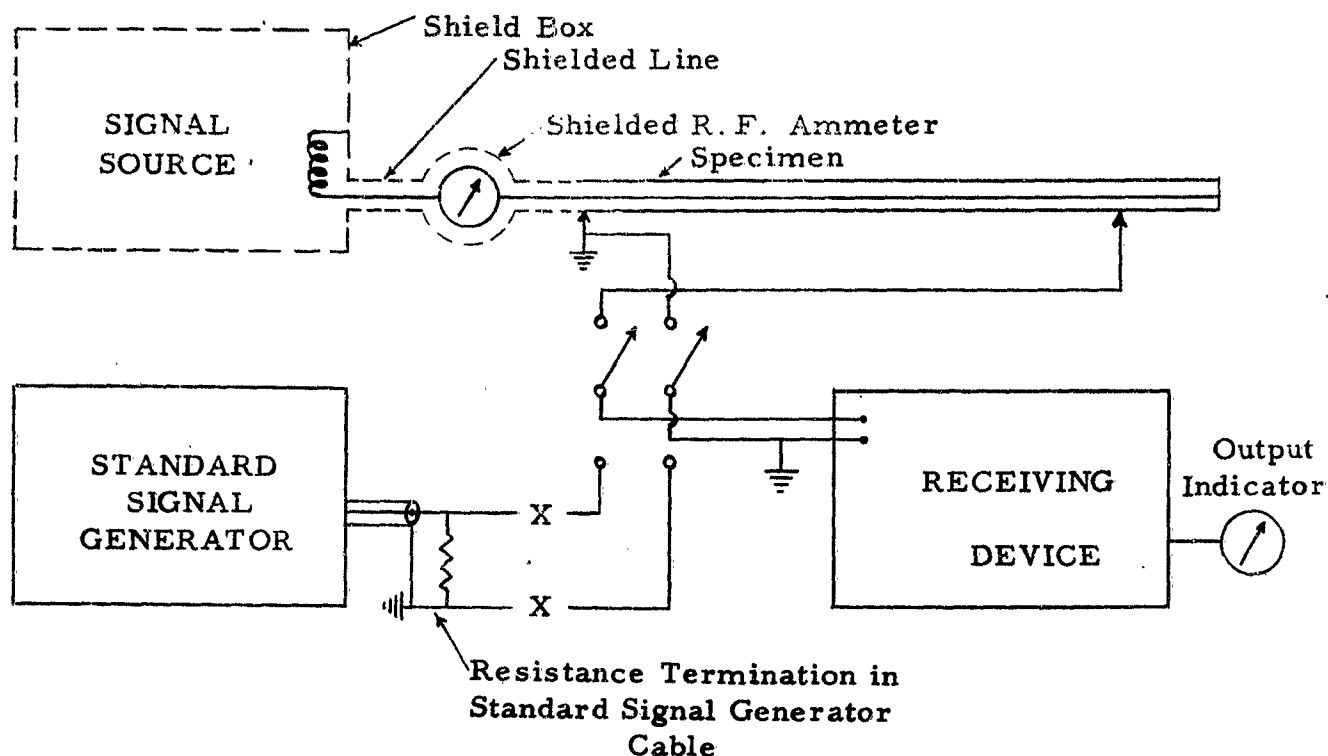 Shield Box
Shielded Line
Shielded R. F. Ammeter
Specimen
SIGNAL
SOURCE
STANDARD
SIGNAL
GENERATOR
X
X
RECEIVING
DEVICE
Output
Indicator
Resistance Termination in
Standard Signal Generator
Cable